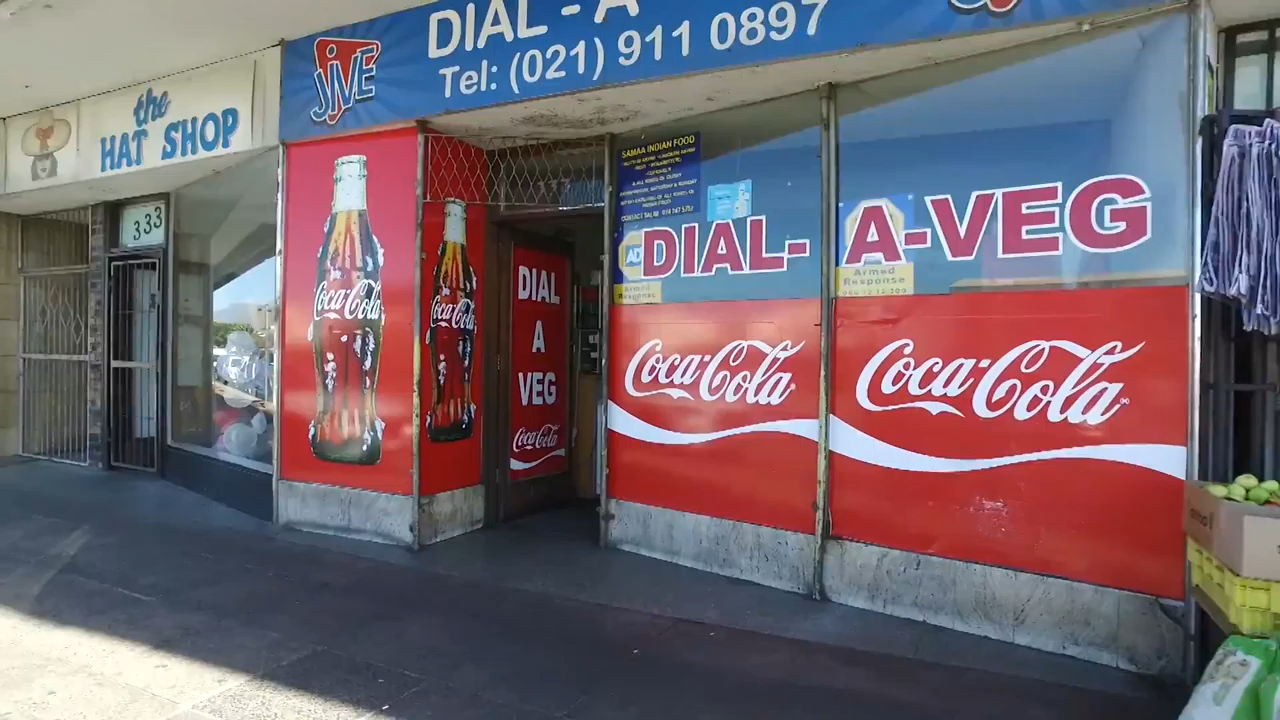 the
HAT SHOP
JIVE
DIAL - A
Tel: (021) 911 0897
333
Coca-Cola
Coca-Cola
DIAL
A
VEG
Coca-Cola
SAMAA INDIAN FOOD
DIAL-
A-VEG
ADT
Armed
Response
Armed
Response
Coca-Cola
Coca-Cola